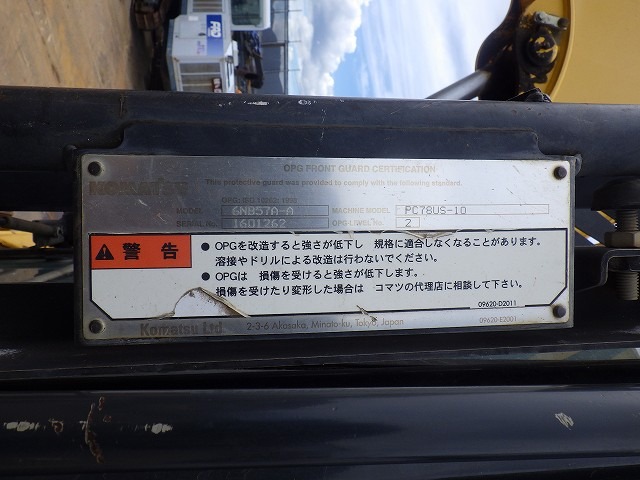 KOMATSU
OPG FRONT GUARD CERTIFICATION
This protective guard was provided to comply with the following standard.
OPG:ISO 10262:1998
MODEL 6N857A-A MACHINE MODEL PC78US-10
SERIAL No. 1601262 OPG-LEVEL No. 2
警告
● OPGを改造すると強さが低下し 規格に適合しなくなることがあります。
溶接やドリルによる改造は行わないでください。
● OPGは 損傷を受けると強さが低下します。
損傷を受けたり変形した場合は コマツの代理店に相談して下さい。
09620-D2011
Komatsu Ltd. 2-3-6 Akasaka, Minato-ku, Tokyo, Japan
09620-E2001